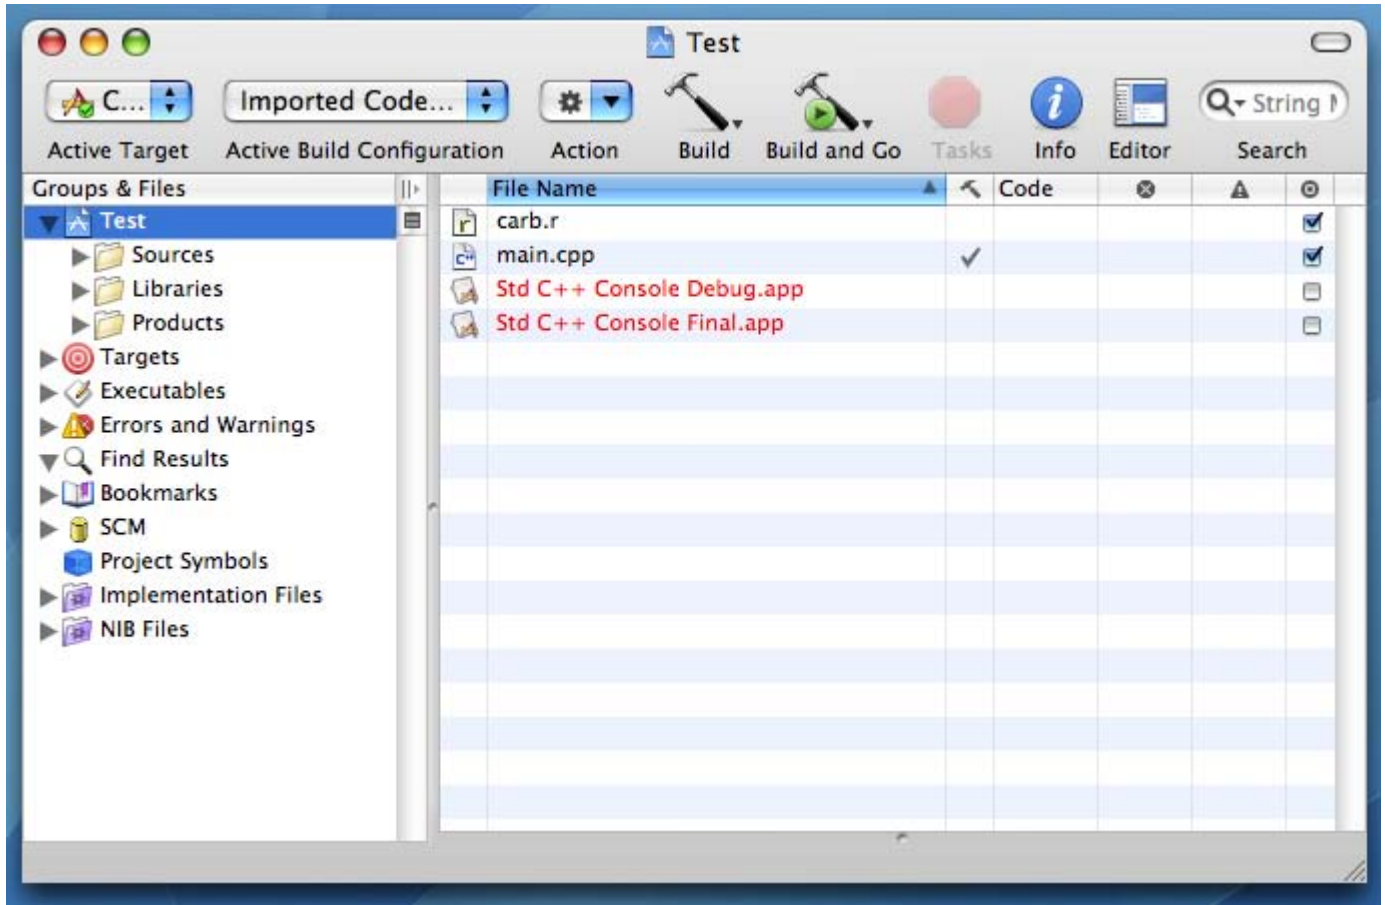 Test
C... Imported Code... String M
Active Target Active Build Configuration Action Build Build and Go Tasks Info Editor Search
Groups & Files File Name Code
Test carb.r
Sources main.cpp
Libraries Std C++ Console Debug.app
Products Std C++ Console Final.app
Targets
Executables
Errors and Warnings
Find Results
Bookmarks
SCM
Project Symbols
Implementation Files
NIB Files